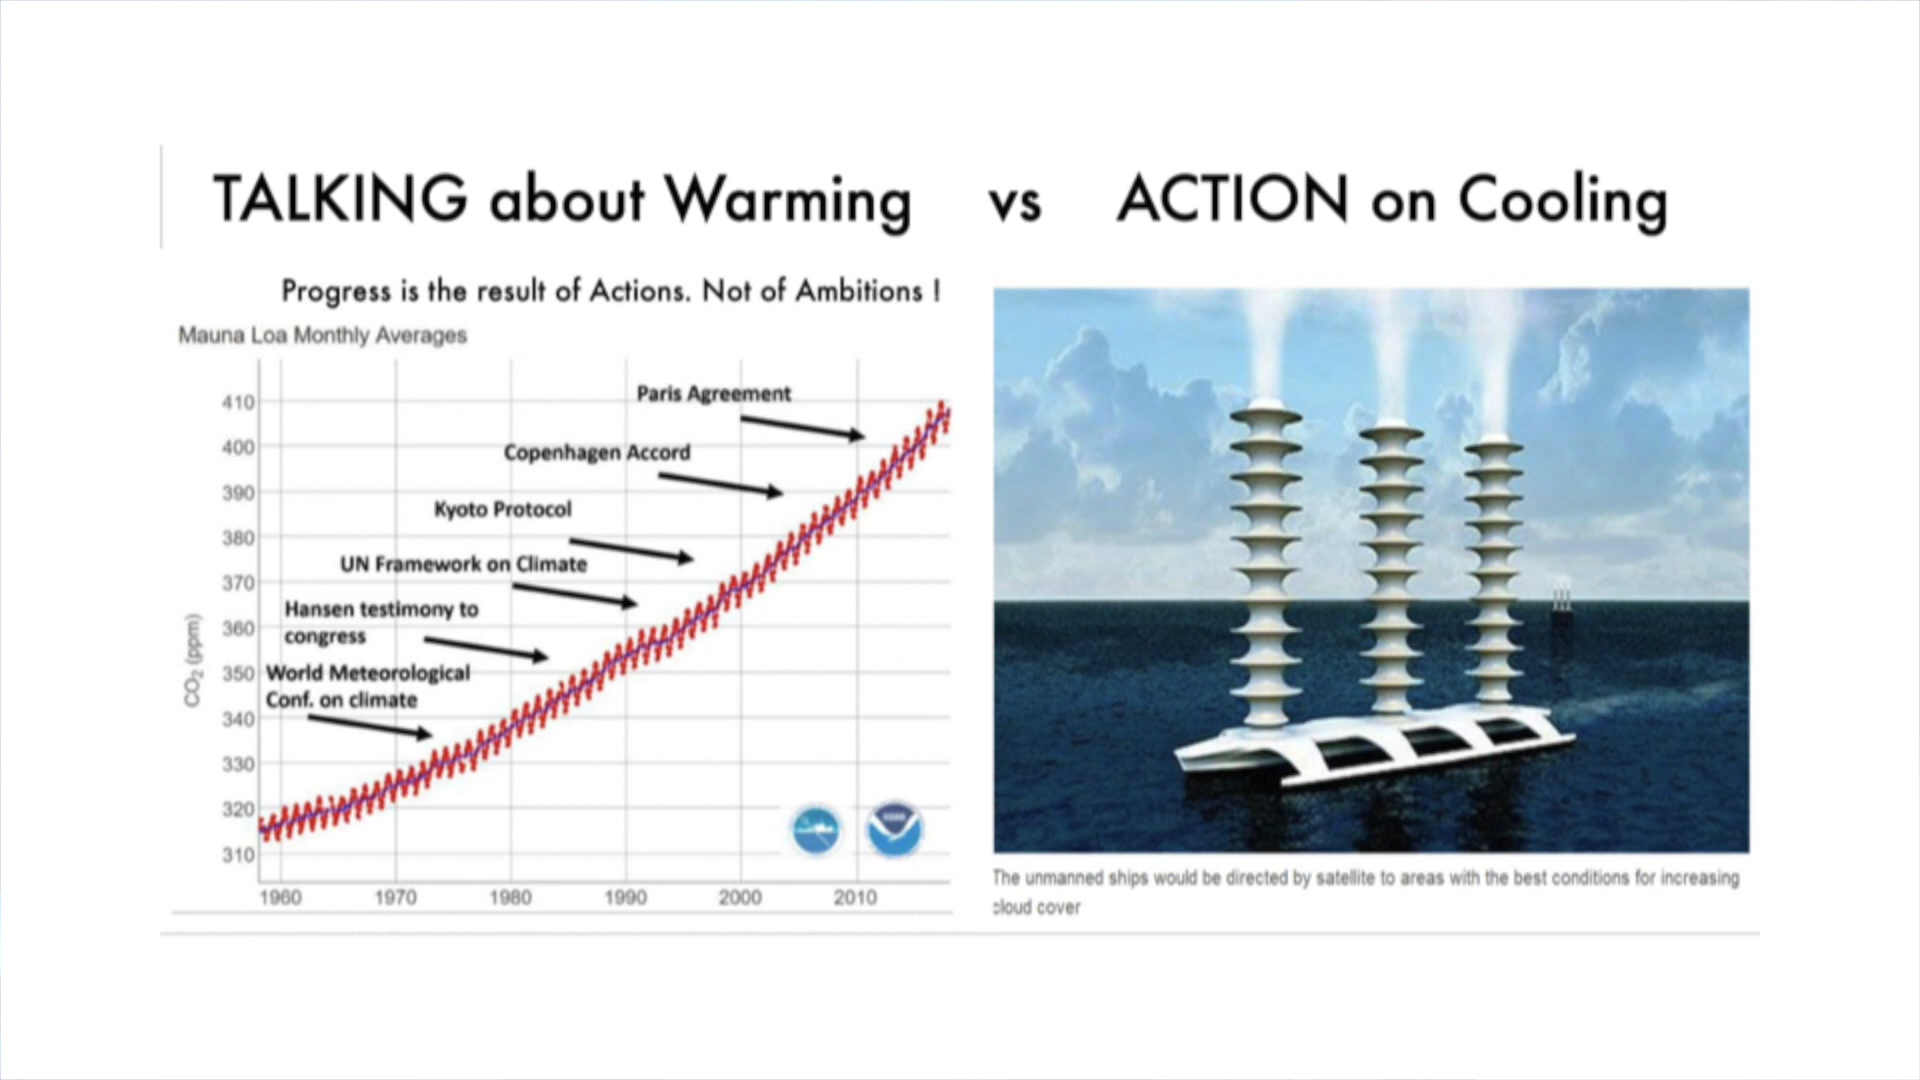 TALKING about Warming vs ACTION on Cooling
Progress is the result of Actions. Not of Ambitions !
Mauna Loa Monthly Averages
Paris Agreement
Copenhagen Accord
Kyoto Protocol
UN Framework on Climate
Hansen testimony to
congress
World Meteorological
Conf. on climate
CO₂ (ppm)
410
400
390
380
370
360
350
340
330
320
310
1960 1970 1980 1990 2000 2010
The unmanned ships would be directed by satellite to areas with the best conditions for increasing
cloud cover